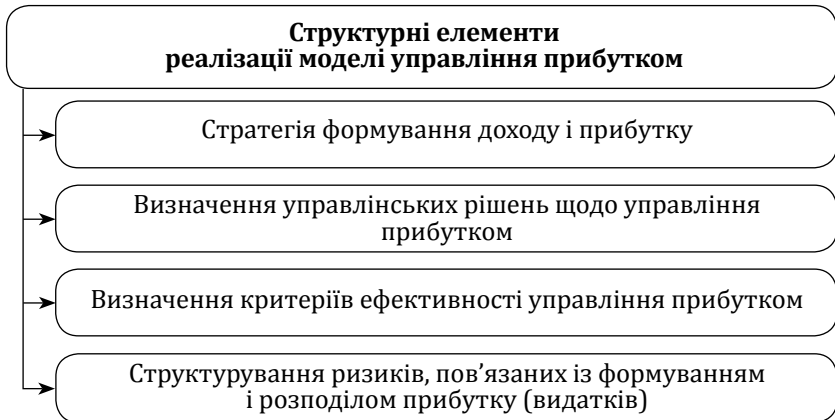 Структурні елементи
реалізації моделі управління прибутком
Стратегія формування доходу і прибутку
Визначення управлінських рішень щодо управління
прибутком
Визначення критеріїв ефективності управління прибутком
Структурування ризиків, пов’язаних із формуванням
і розподілом прибутку (видатків)